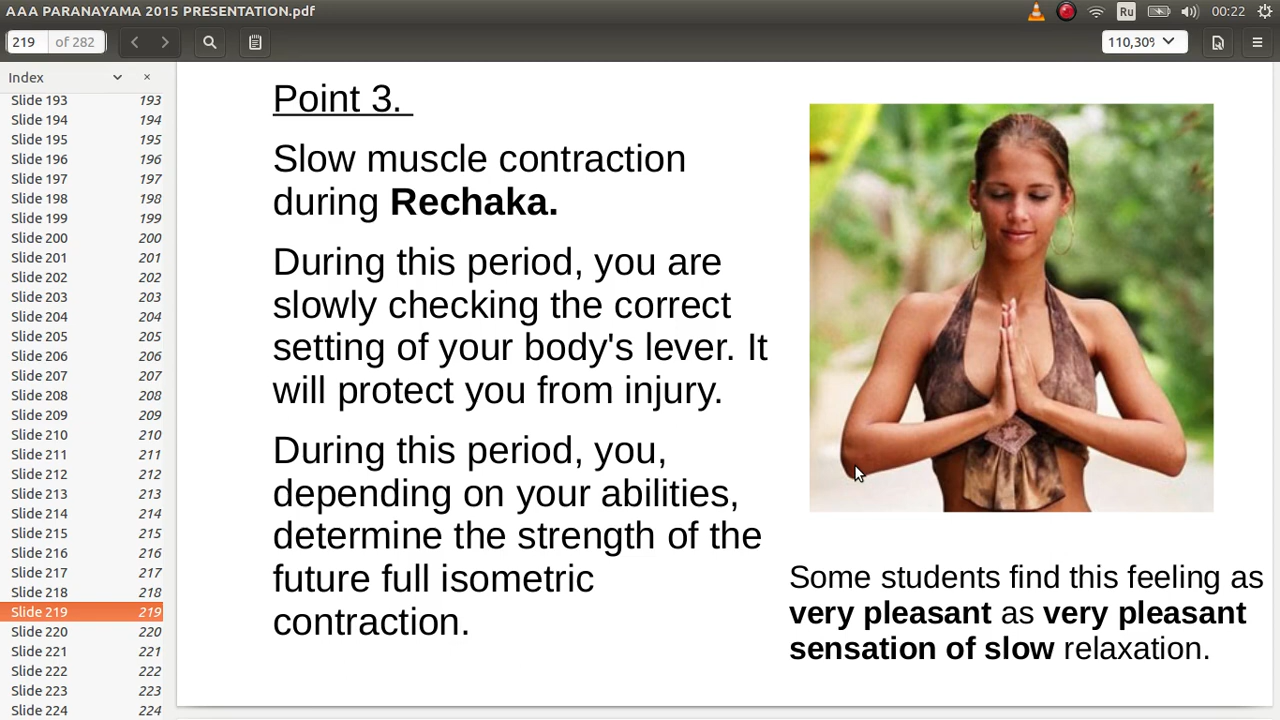 AAA PARANAYAMA 2015 PRESENTATION.pdf
Ru
00:22
219 of 282
110,30%
Index
Slide 193 193
Slide 194 194
Slide 195 195
Slide 196 196
Slide 197 197
Slide 198 198
Slide 199 199
Slide 200 200
Slide 201 201
Slide 202 202
Slide 203 203
Slide 204 204
Slide 205 205
Slide 206 206
Slide 207 207
Slide 208 208
Slide 209 209
Slide 210 210
Slide 211 211
Slide 212 212
Slide 213 213
Slide 214 214
Slide 215 215
Slide 216 216
Slide 217 217
Slide 218 218
Slide 219 219
Slide 220 220
Slide 221 221
Slide 222 222
Slide 223 223
Slide 224 224
Point 3.
Slow muscle contraction
during Rechaka.
During this period, you are
slowly checking the correct
setting of your body's lever. It
will protect you from injury.
During this period, you,
depending on your abilities,
determine the strength of the
future full isometric
contraction.
Some students find this feeling as
very pleasant as very pleasant
sensation of slow relaxation.